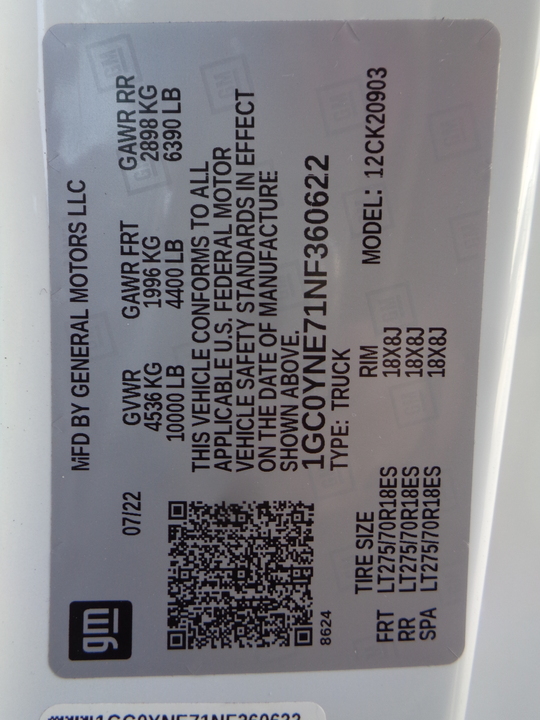 gm
MFD BY GENERAL MOTORS LLC
07/22
GVWR GAWR FRT GAWR RR
4536 KG 1996 KG 2898 KG
10000 LB 4400 LB 6390 LB
THIS VEHICLE CONFORMS TO ALL
APPLICABLE U.S. FEDERAL MOTOR
VEHICLE SAFETY STANDARDS IN EFFECT
ON THE DATE OF MANUFACTURE
SHOWN ABOVE.
1GC0YNE71NF360622
TYPE: TRUCK MODEL: 12CK20903
8624
TIRE SIZE RIM
FRT LT275/70R18ES 18X8J
RR LT275/70R18ES 18X8J
SPA LT275/70R18ES 18X8J
1GC0YNE71NF360622